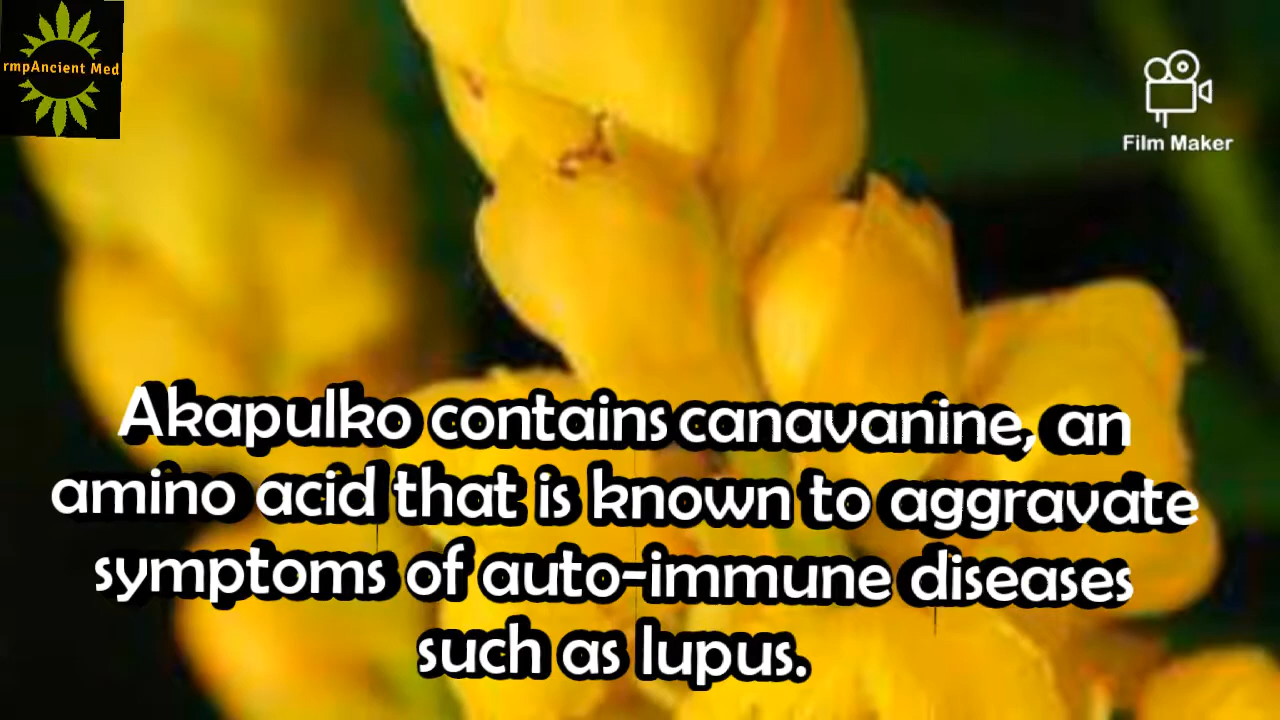 rmpAncient Med
Film Maker
Akapulko contains canavanine, an
amino acid that is known to aggravate
symptoms of auto-immune diseases
such as lupus.